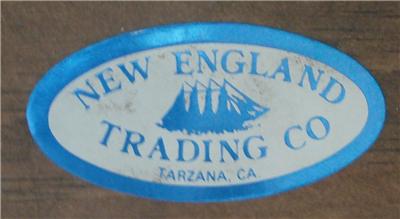 NEW ENGLAND
TRADING CO
TARZANA, CA.